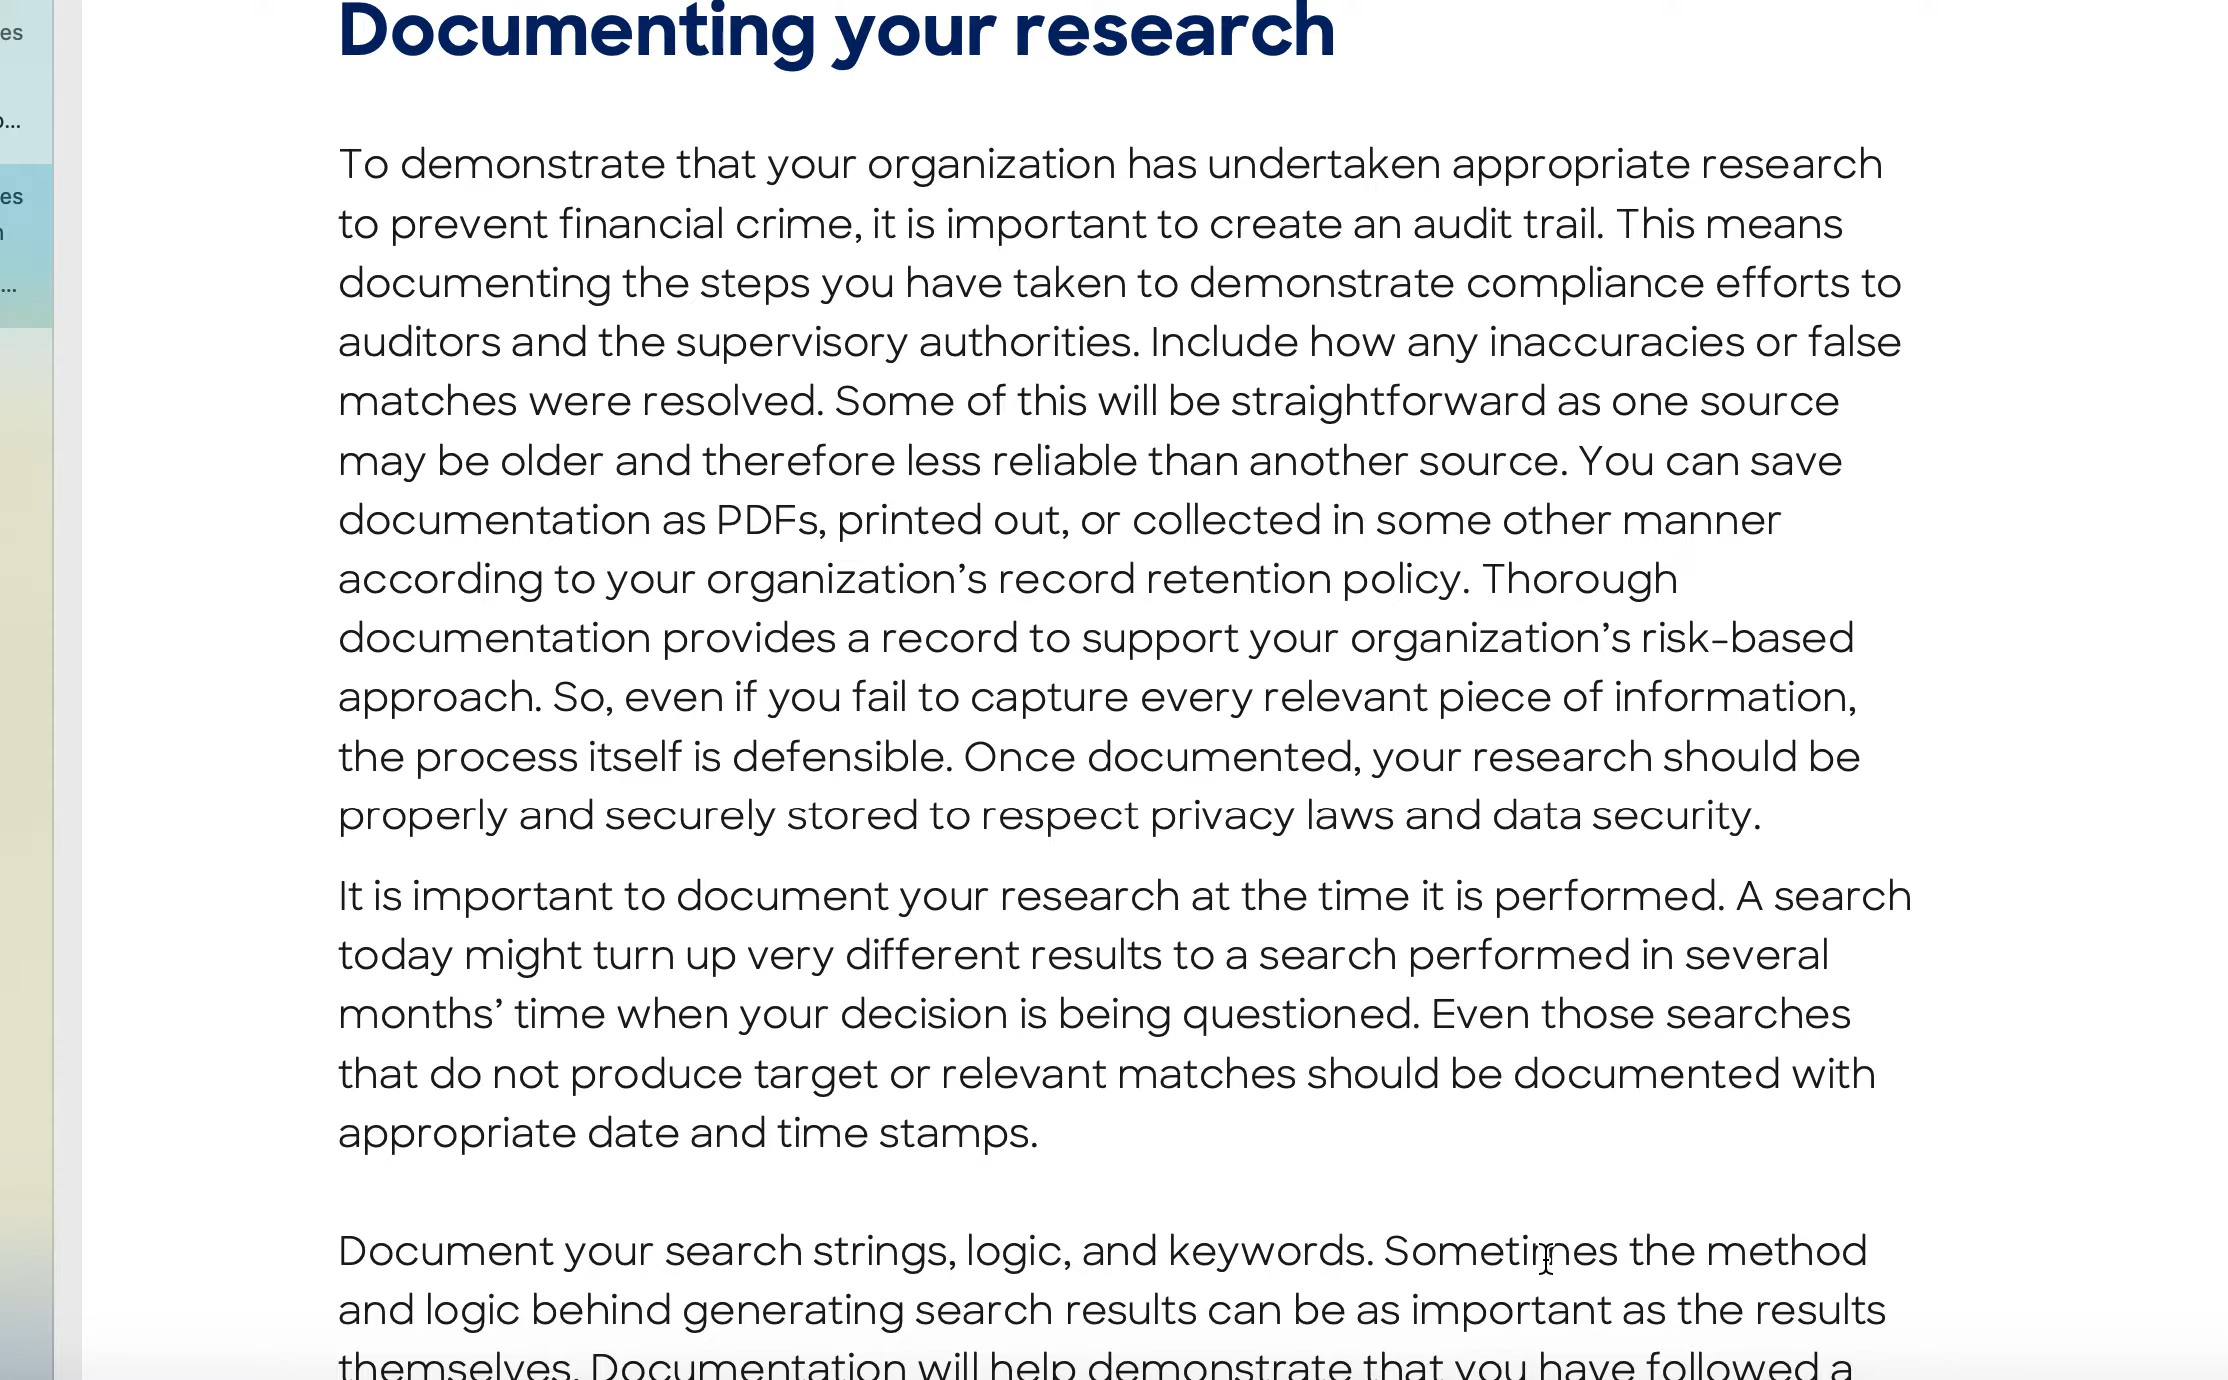 Documenting your research
es
o...
es
n
...
To demonstrate that your organization has undertaken appropriate research
to prevent financial crime, it is important to create an audit trail. This means
documenting the steps you have taken to demonstrate compliance efforts to
auditors and the supervisory authorities. Include how any inaccuracies or false
matches were resolved. Some of this will be straightforward as one source
may be older and therefore less reliable than another source. You can save
documentation as PDFs, printed out, or collected in some other manner
according to your organization’s record retention policy. Thorough
documentation provides a record to support your organization’s risk-based
approach. So, even if you fail to capture every relevant piece of information,
the process itself is defensible. Once documented, your research should be
properly and securely stored to respect privacy laws and data security.
It is important to document your research at the time it is performed. A search
today might turn up very different results to a search performed in several
months’ time when your decision is being questioned. Even those searches
that do not produce target or relevant matches should be documented with
appropriate date and time stamps.
Document your search strings, logic, and keywords. Sometimes the method
and logic behind generating search results can be as important as the results
themselves. Documentation will help demonstrate that you have followed a